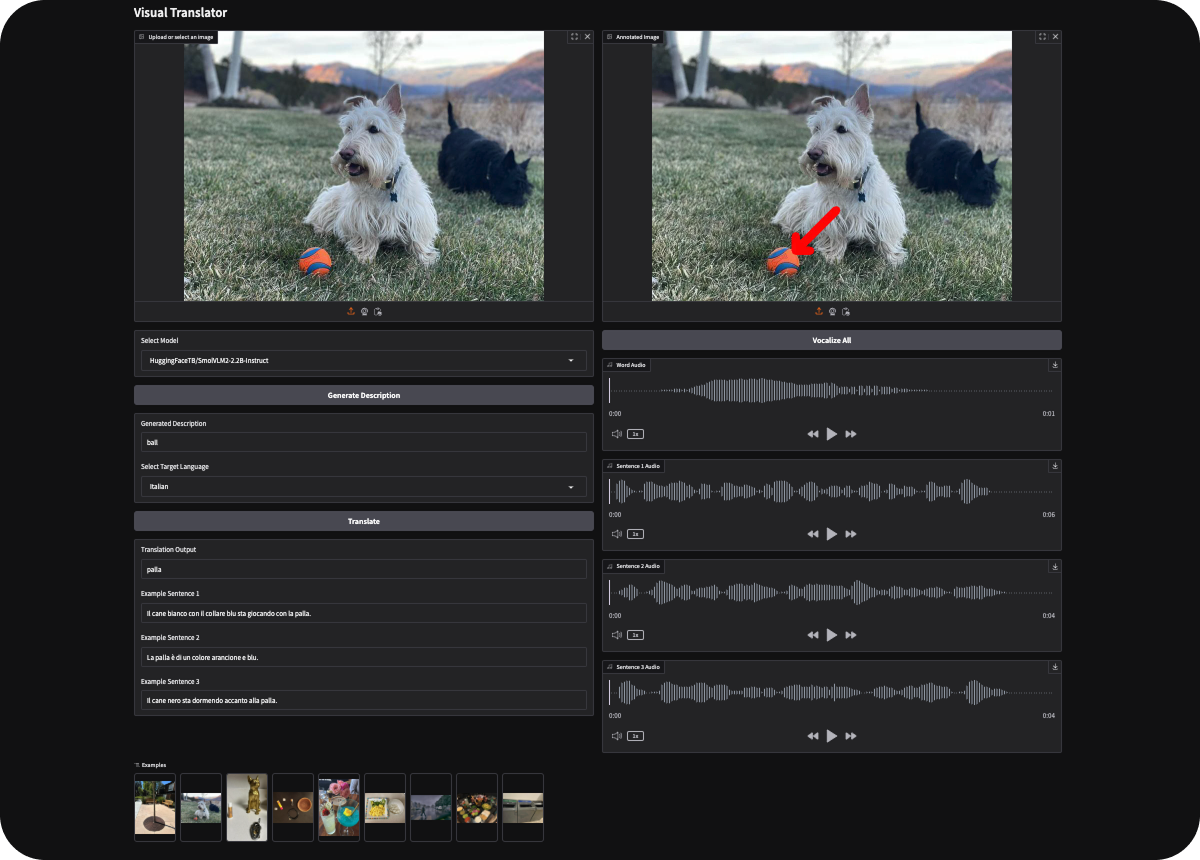 Visual Translator
Upload or select an image
Annotated Image
Select Model
HuggingFaceTB/SmolVLM2-2.2B-Instruct
Generate Description
Generated Description
ball
Select Target Language
Italian
Translate
Translation Output
palla
Example Sentence 1
Il cane bianco con il collare blu sta giocando con la palla.
Example Sentence 2
La palla è di un colore arancione e blu.
Example Sentence 3
Il cane nero sta dormendo accanto alla palla.
Vocalize All
Word Audio
0:00 0:01
1x
Sentence 1 Audio
0:00 0:06
1x
Sentence 2 Audio
0:00 0:04
1x
Sentence 3 Audio
0:00 0:04
1x
Examples